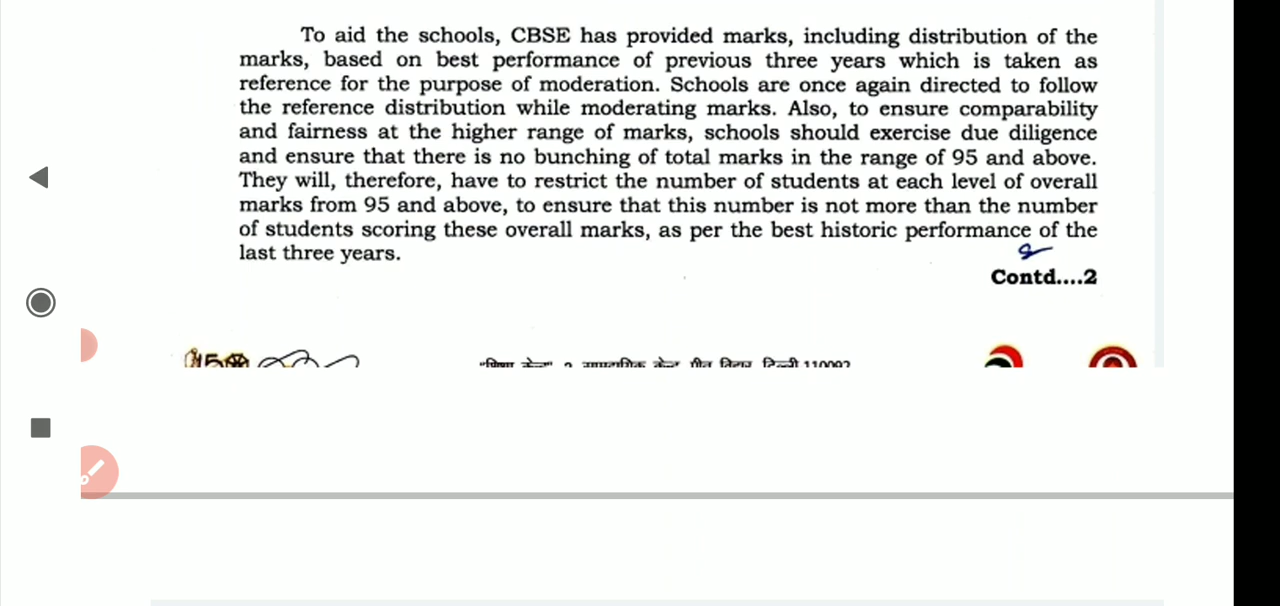 To aid the schools, CBSE has provided marks, including distribution of the
marks, based on best performance of previous three years which is taken as
reference for the purpose of moderation. Schools are once again directed to follow
the reference distribution while moderating marks. Also, to ensure comparability
and fairness at the higher range of marks, schools should exercise due diligence
and ensure that there is no bunching of total marks in the range of 95 and above.
They will, therefore, have to restrict the number of students at each level of overall
marks from 95 and above, to ensure that this number is not more than the number
of students scoring these overall marks, as per the best historic performance of the
last three years.
Contd....2